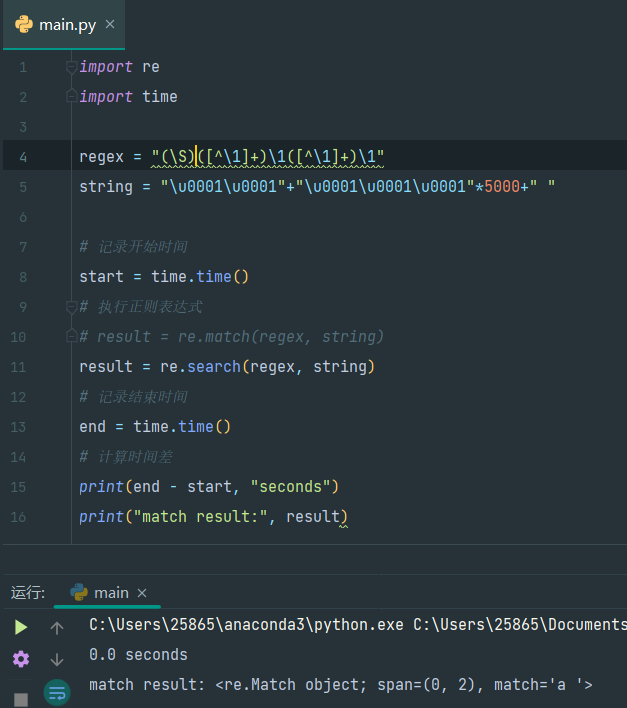 main.py ×
1 import re
2 import time
3
4 regex = "(\S)([^\1]+)\1([^\1]+)\1"
5 string = "\u0001\u0001"+"\u0001\u0001\u0001"*5000+" "
6
7 # 记录开始时间
8 start = time.time()
9 # 执行正则表达式
10 # result = re.match(regex, string)
11 result = re.search(regex, string)
12 # 记录结束时间
13 end = time.time()
14 # 计算时间差
15 print(end - start, "seconds")
16 print("match result:", result)
运行: main ×
C:\Users\25865\anaconda3\python.exe C:\Users\25865\Documents
0.0 seconds
match result: <re.Match object; span=(0, 2), match='a '>